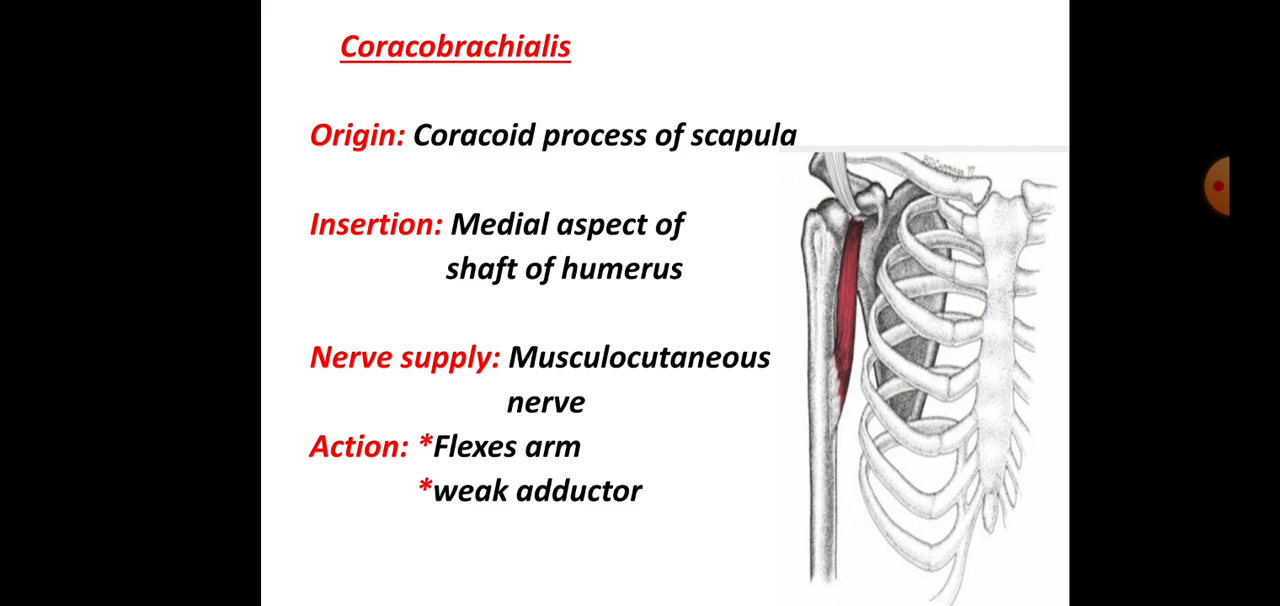 Coracobrachialis
Origin: Coracoid process of scapula
Insertion: Medial aspect of
shaft of humerus
Nerve supply: Musculocutaneous
nerve
Action: *Flexes arm
*weak adductor